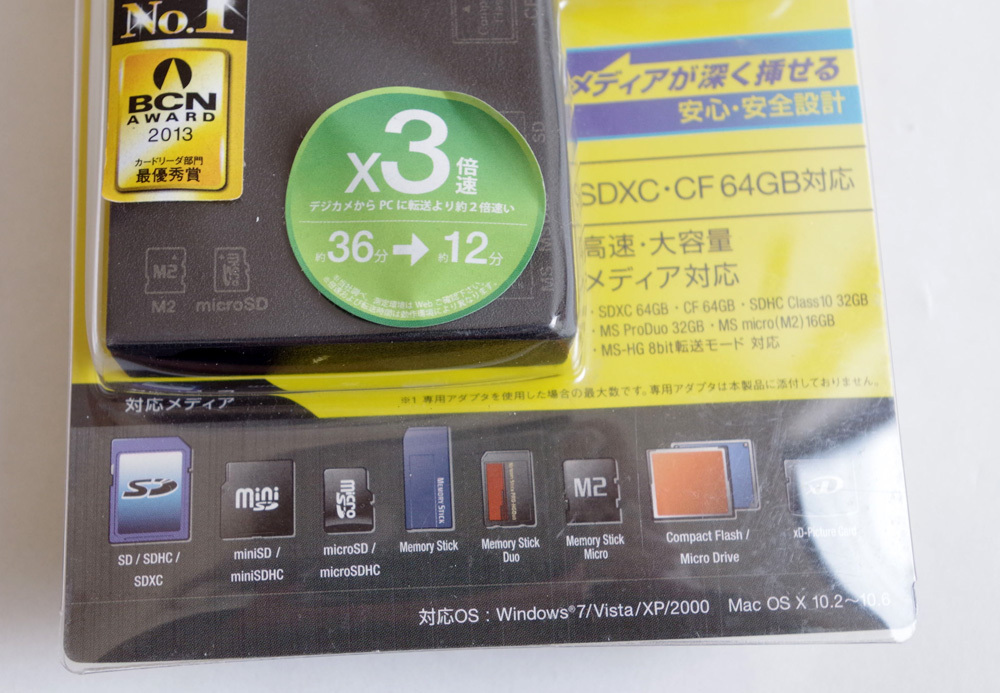 No.1
BCN
AWARD
2013
カードリーダ部門
最優秀賞
x3倍速
デジカメから PC に転送より約2倍速い
約36分➡約12分
M2
microSD
SD
メディアが深く挿せる
安心・安全設計
SDXC・CF 64GB対応
高速・大容量
メディア対応
・SDXC 64GB・CF 64GB・SDHC Class10 32GB
・MS ProDuo 32GB・MS micro(M2)16GB
・MS-HG 8bit転送モード 対応
※1 専用アダプタを使用した場合の最大数です。専用アダプタは本製品に添付しておりません。
対応メディア
SD
mini SD
micro SD
MEMORY STICK
M2
SD / SDHC /
SDXC
miniSD /
miniSDHC
microSD /
microSDHC
Memory Stick
Memory Stick
Duo
Memory Stick
Micro
Compact Flash /
Micro Drive
xD-Picture Card
対応OS : Windows®7/Vista/XP/2000 Mac OS X 10.2～10.6